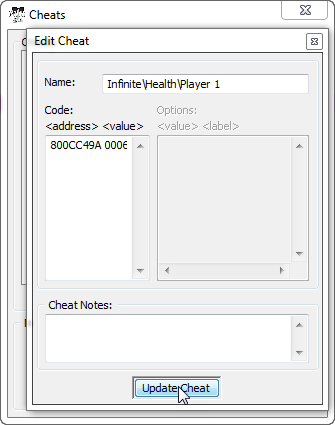 Cheats
Edit Cheat
Name: Infinite\Health\Player 1
Code: Options:
<address> <value> <value> <label>
800CC49A 0006
Cheat Notes:
Update Cheat